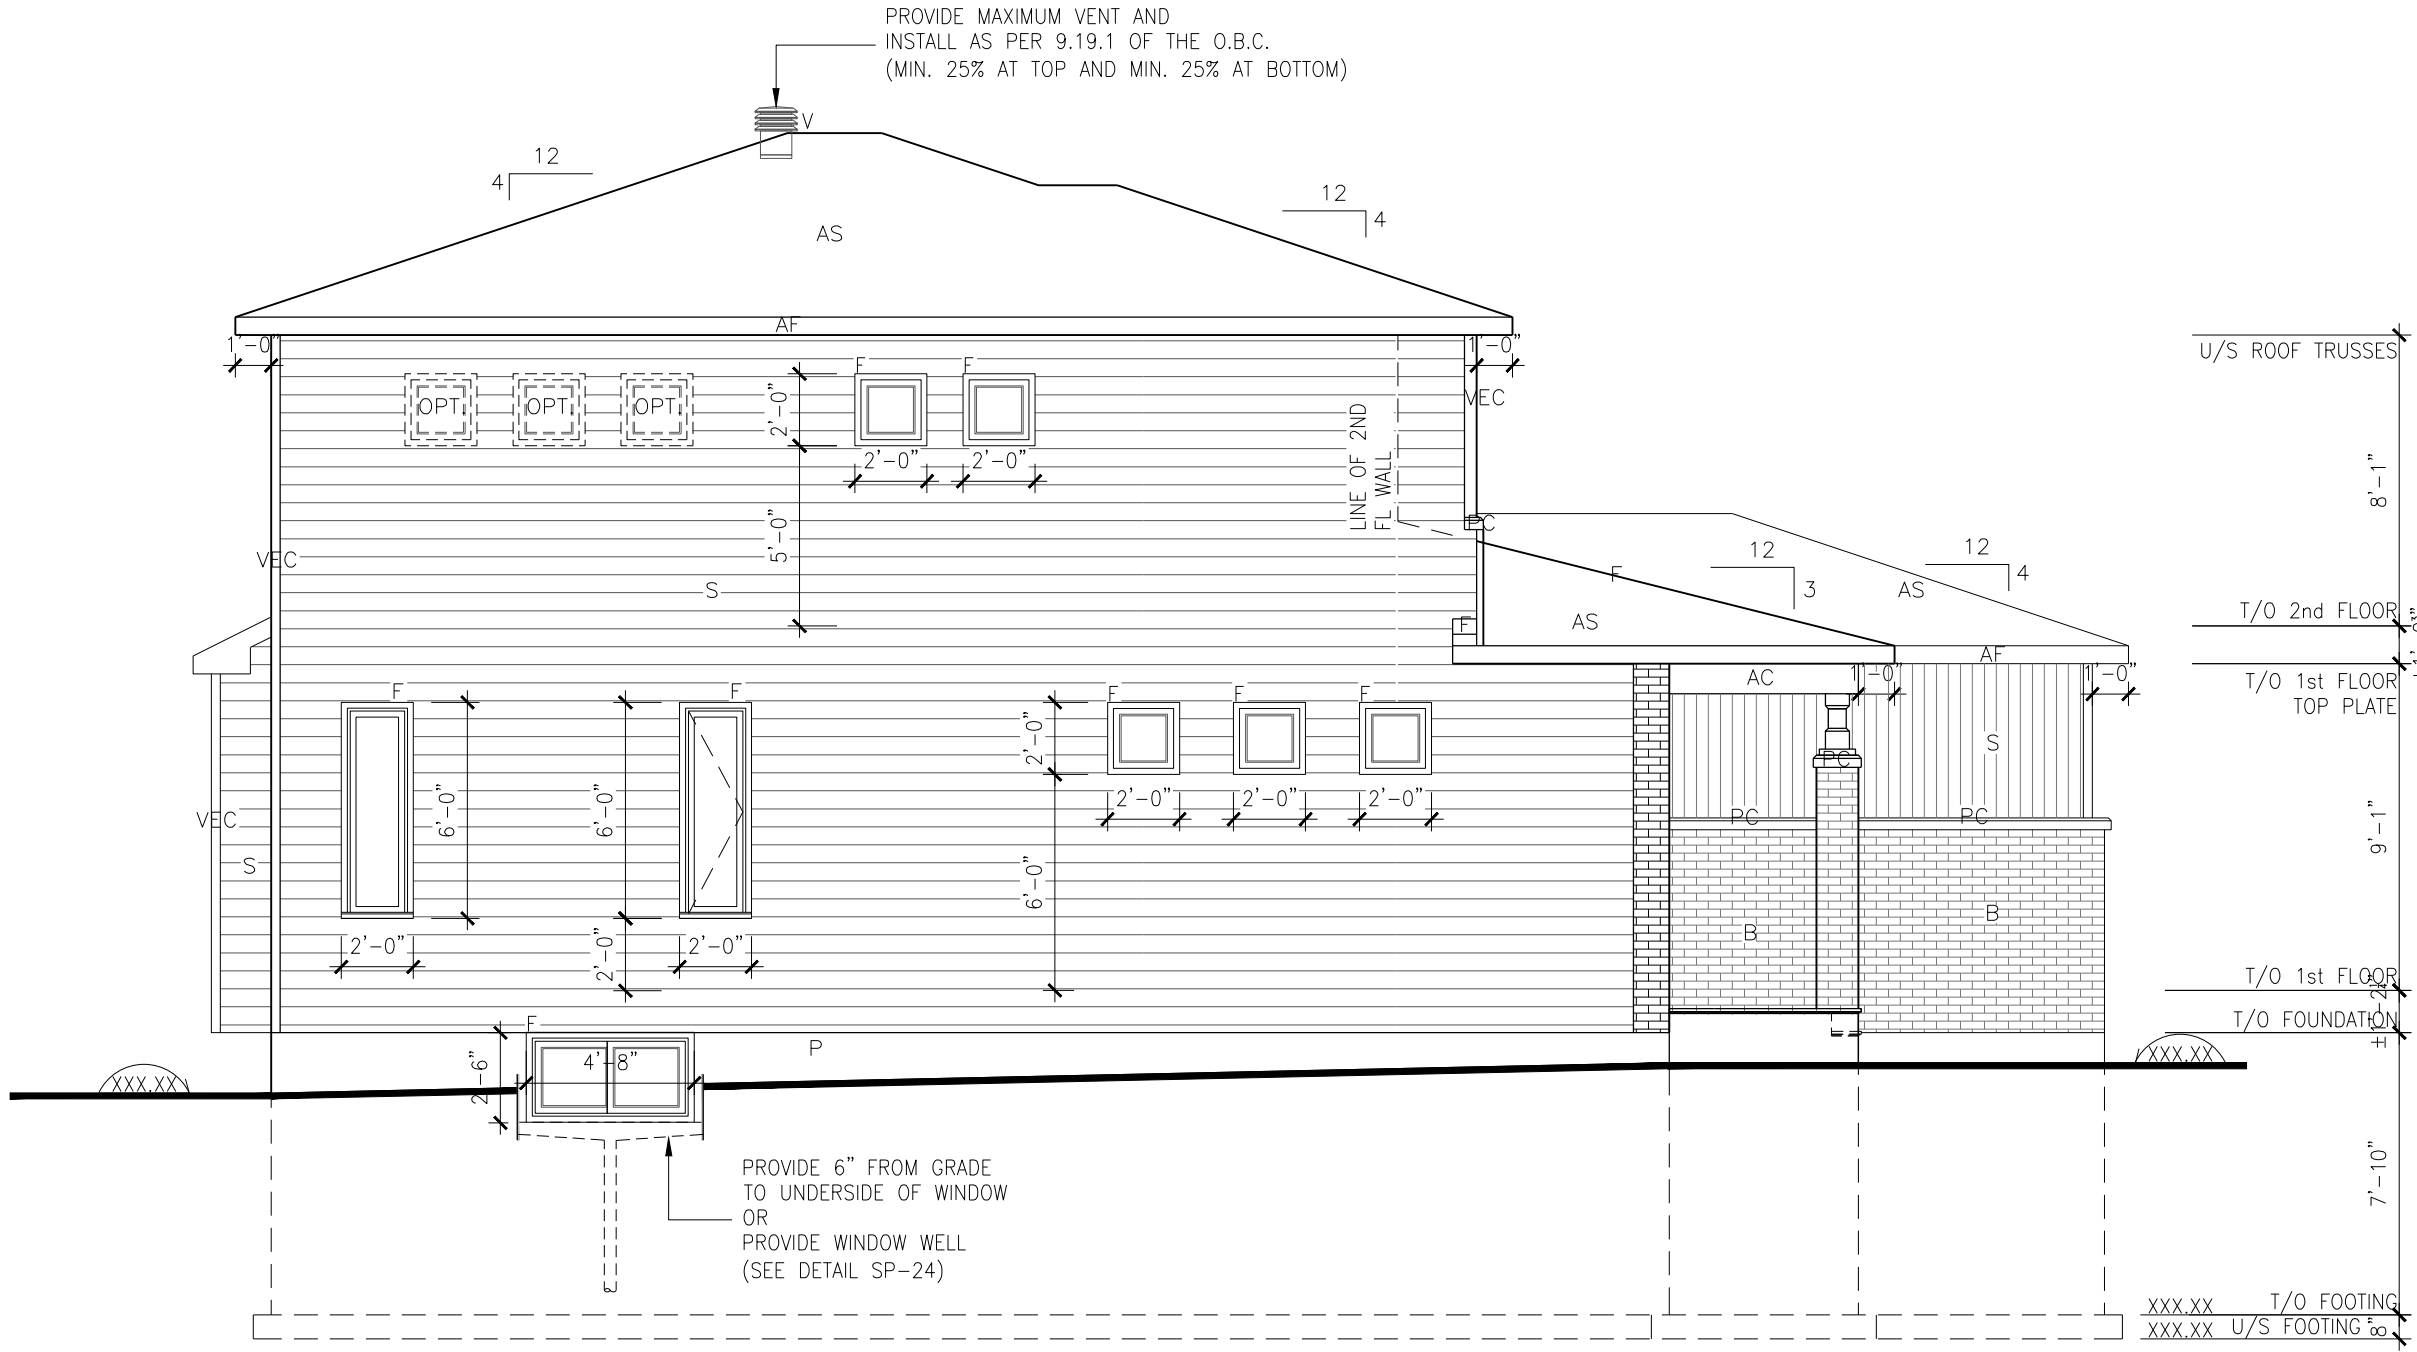 PROVIDE MAXIMUM VENT AND
INSTALL AS PER 9.19.1 OF THE O.B.C.
(MIN. 25% AT TOP AND MIN. 25% AT BOTTOM)
V
12
4
12
4
AS
AF
1'-0"
1'-0"
U/S ROOF TRUSSES
F
F
OPT.
OPT.
OPT.
2'-0"
VEC
LINE OF 2ND
FL WALL
2'-0"
2'-0"
8'-1"
PC
5'-0"
VEC
S
12
3
F
12
4
AS
AS
F
T/O 2nd FLOOR
AF
AC
1'-0"
1'-0"
T/O 1st FLOOR
TOP PLATE
F
F
F
F
F
2'-0"
S
PC
6'-0"
6'-0"
2'-0"
2'-0"
2'-0"
VEC
PC
PC
9'-1"
S
6'-0"
B
B
2'-0"
2'-0"
2'-0"
T/O 1st FLOOR
T/O FOUNDATION
F
P
4'-8"
2'-6"
XXX.XX
XXX.XX
PROVIDE 6" FROM GRADE
TO UNDERSIDE OF WINDOW
OR
PROVIDE WINDOW WELL
(SEE DETAIL SP-24)
7'-10"
XXX.XX T/O FOOTING
XXX.XX U/S FOOTING
8"